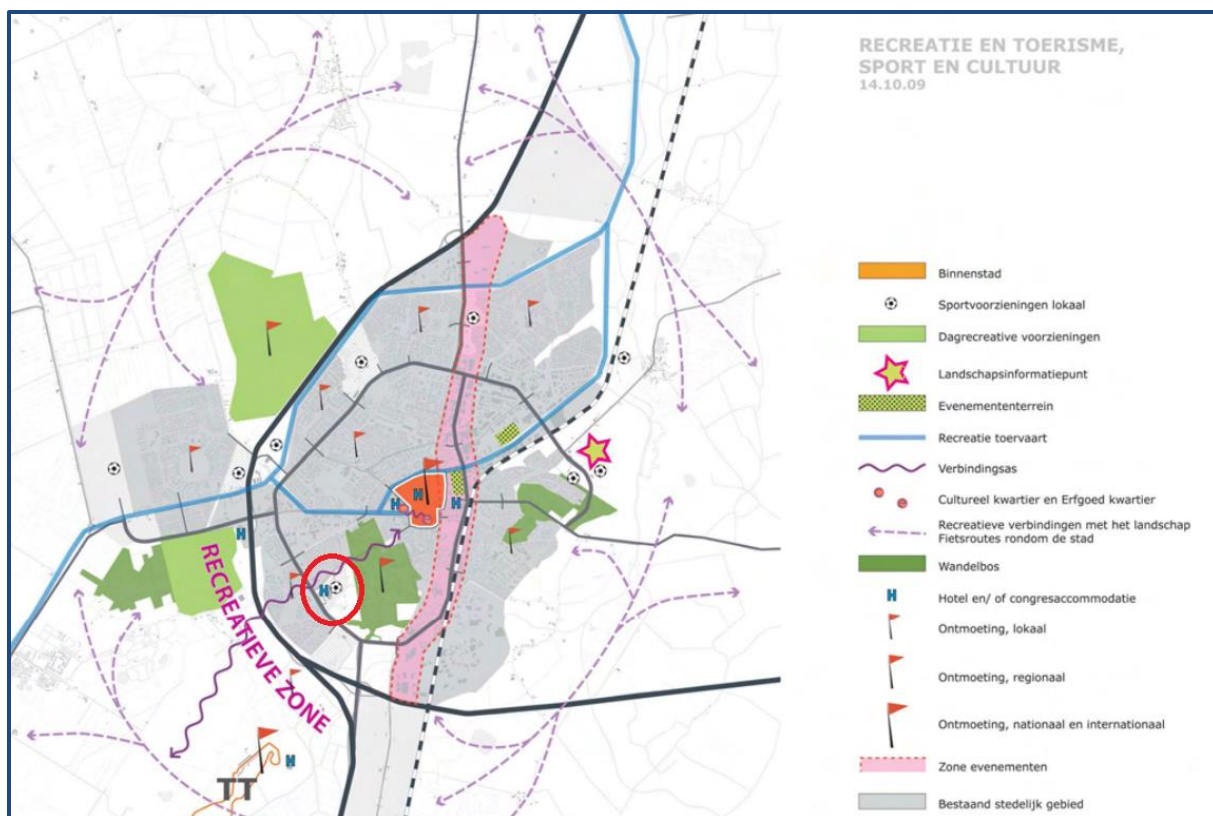 RECREATIE EN TOERISME,
SPORT EN CULTUUR
14.10.09
Binnenstad
Sportvoorzieningen lokaal
Dagrecreative voorzieningen
Landschapsinformatiepunt
Evenemententerrein
Recreatie toervaart
Verbindingsas
Cultureel kwartier en Erfgoed kwartier
Recreatieve verbindingen met het landschap
Fietsroutes rondom de stad
Wandelbos
H Hotel en/ of congresaccommodatie
Ontmoeting, lokaal
Ontmoeting, regionaal
Ontmoeting, nationaal en internationaal
Zone evenementen
Bestaand stedelijk gebied
H
H
H
H
H
RECREATIEVE ZONE
H
TT